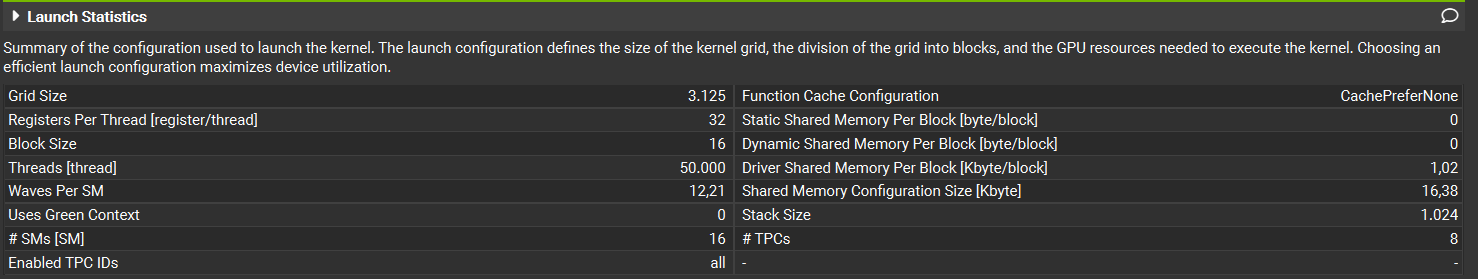 Launch Statistics
Summary of the configuration used to launch the kernel. The launch configuration defines the size of the kernel grid, the division of the grid into blocks, and the GPU resources needed to execute the kernel. Choosing an
efficient launch configuration maximizes device utilization.
Grid Size 3.125 Function Cache Configuration CachePreferNone
Registers Per Thread [register/thread] 32 Static Shared Memory Per Block [byte/block] 0
Block Size 16 Dynamic Shared Memory Per Block [byte/block] 0
Threads [thread] 50.000 Driver Shared Memory Per Block [Kbyte/block] 1,02
Waves Per SM 12,21 Shared Memory Configuration Size [Kbyte] 16,38
Uses Green Context 0 Stack Size 1.024
# SMs [SM] 16 # TPCs 8
Enabled TPC IDs all - -